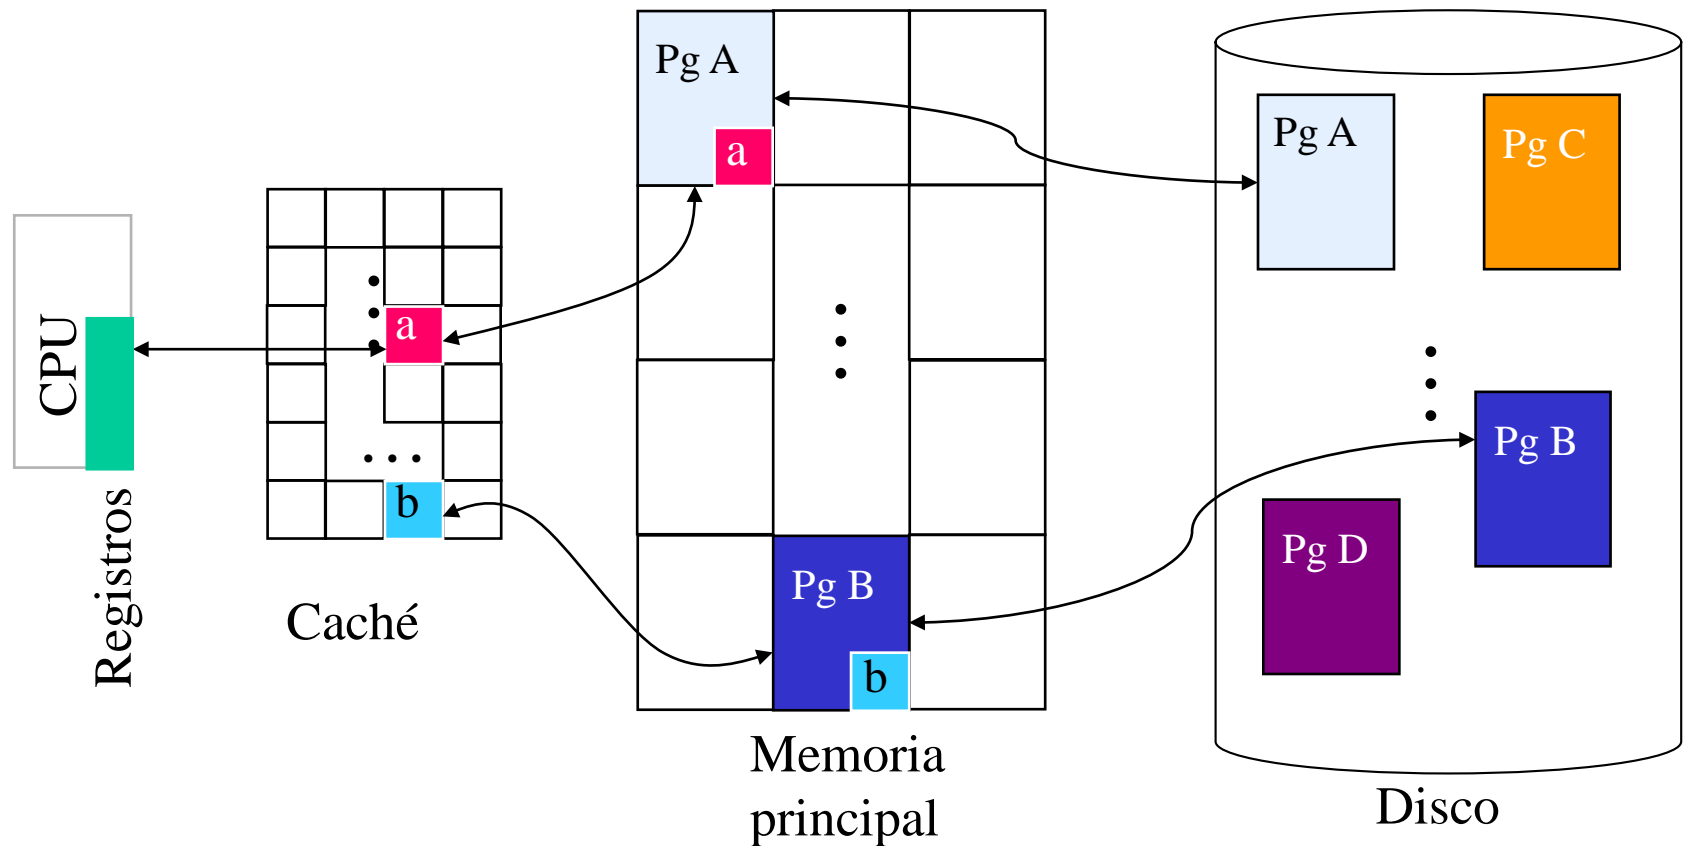 CPU
Registros
a
b
Caché
Pg A
a
Pg B
b
Memoria
principal
Pg A
Pg C
Pg B
Pg D
Disco